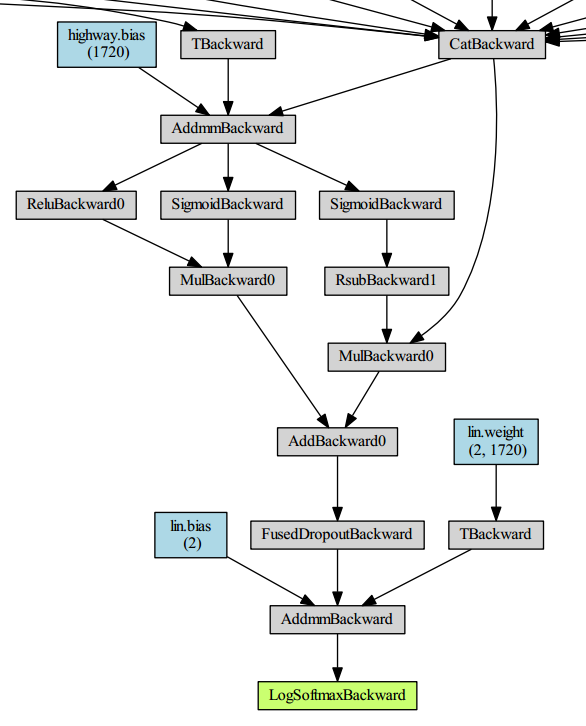 highway.bias
(1720)
TBackward
CatBackward
AddmmBackward
ReluBackward0
SigmoidBackward
SigmoidBackward
MulBackward0
RsubBackward1
MulBackward0
AddBackward0
lin.weight
(2, 1720)
lin.bias
(2)
FusedDropoutBackward
TBackward
AddmmBackward
LogSoftmaxBackward